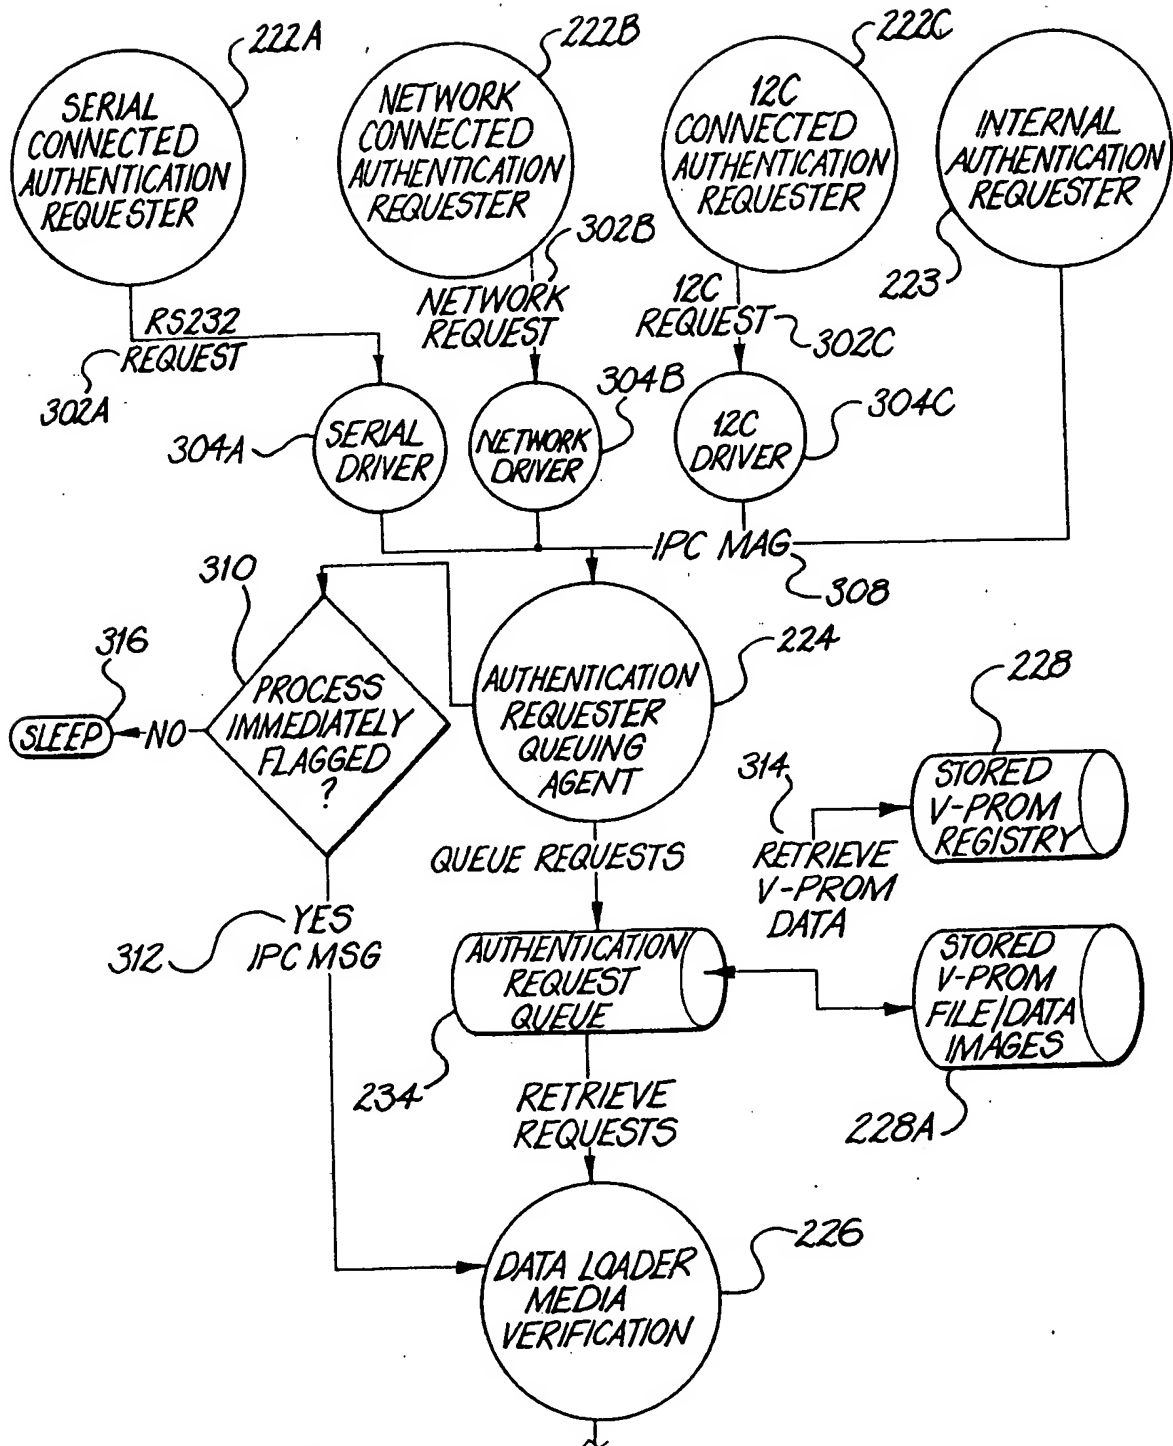 222A
222B
222C
SERIAL
CONNECTED
AUTHENTICATION
REQUESTER
NETWORK
CONNECTED
AUTHENTICATION
REQUESTER
12C
CONNECTED
AUTHENTICATION
REQUESTER
INTERNAL
AUTHENTICATION
REQUESTER
223
RS232
REQUEST
302A
302B
NETWORK
REQUEST
12C
REQUEST
302C
304A
SERIAL
DRIVER
304B
NETWORK
DRIVER
12C
DRIVER
304C
IPC MAG
308
310
316
SLEEP
NO
PROCESS
IMMEDIATELY
FLAGGED
?
224
AUTHENTICATION
REQUESTER
QUEUING
AGENT
228
STORED
V-PROM
REGISTRY
314
RETRIEVE
V-PROM
DATA
QUEUE REQUESTS
312
YES
IPC MSG
AUTHENTICATION
REQUEST
QUEUE
STORED
V-PROM
FILE/DATA
IMAGES
234
228A
RETRIEVE
REQUESTS
226
DATA LOADER
MEDIA
VERIFICATION